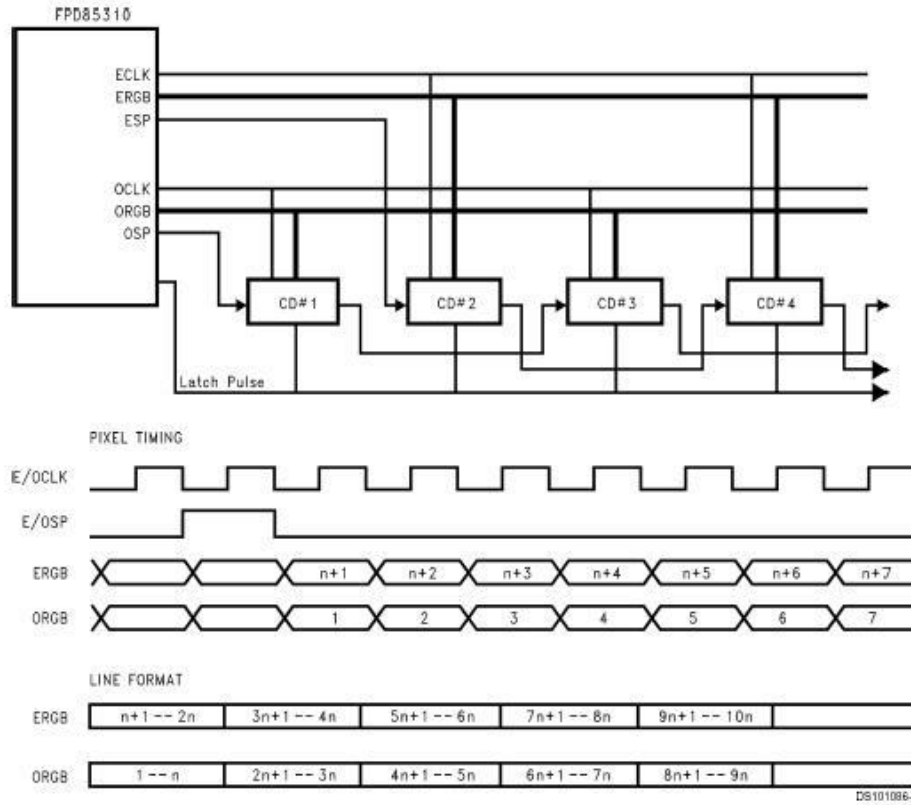 FPD85310
ECLK
ERGB
ESP
OCLK
ORGB
OSP
CD#1 CD#2 CD#3 CD#4
Latch Pulse
PIXEL TIMING
E/OCLK
E/OSP
ERGB n+1 n+2 n+3 n+4 n+5 n+6 n+7
ORGB 1 2 3 4 5 6 7
LINE FORMAT
ERGB n+1 -- 2n 3n+1 -- 4n 5n+1 -- 6n 7n+1 -- 8n 9n+1 -- 10n
ORGB 1 -- n 2n+1 -- 3n 4n+1 -- 5n 6n+1 -- 7n 8n+1 -- 9n
DS101086-